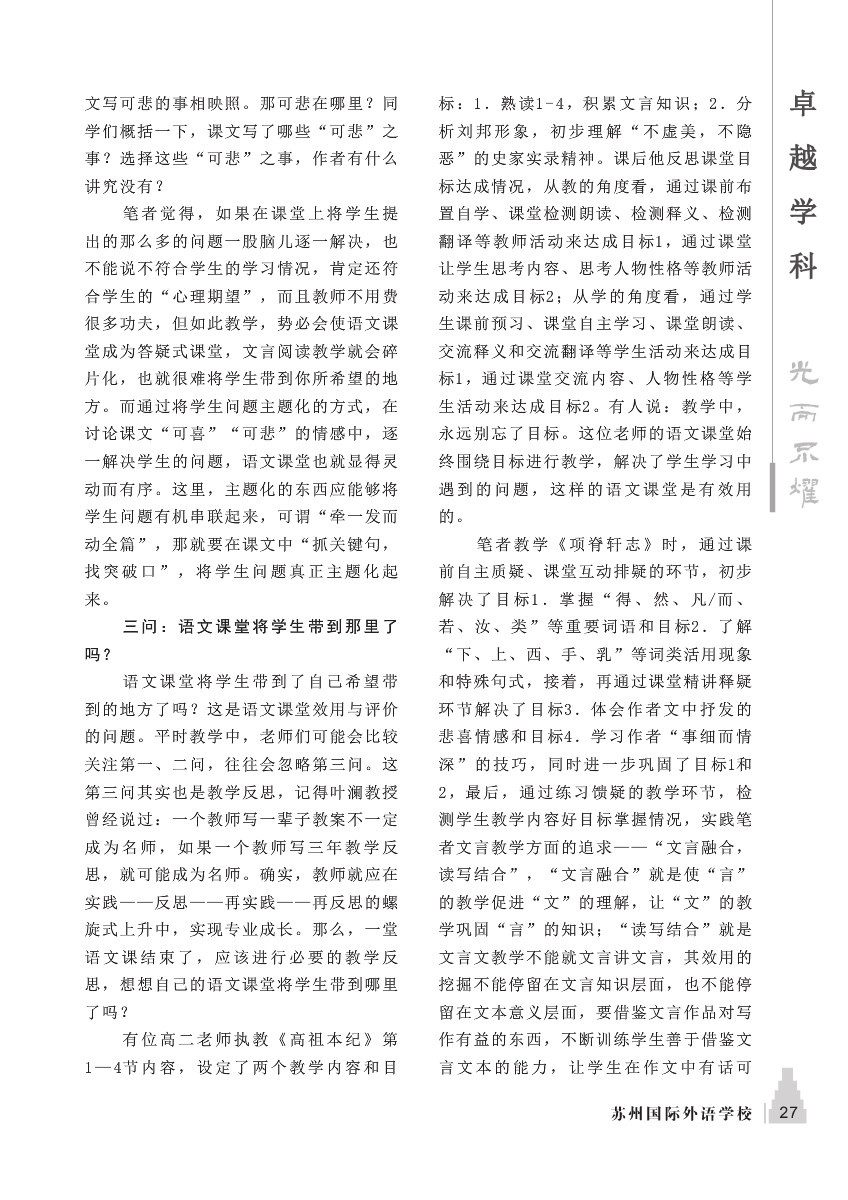 文写可悲的事相映照。那可悲在哪里？同
学们概括一下，课文写了哪些“可悲”之
事？选择这些“可悲”之事，作者有什么
讲究没有？
笔者觉得，如果在课堂上将学生提
出的那么多的问题一股脑儿逐一解决，也
不能说不符合学生的学习情况，肯定还符
合学生的“心理期望”，而且教师不用费
很多功夫，但如此教学，势必会使语文课
堂成为答疑式课堂，文言阅读教学就会碎
片化，也就很难将学生带到你所希望的地
方。而通过将学生问题主题化的方式，在
讨论课文“可喜”“可悲”的情感中，逐
一解决学生的问题，语文课堂也就显得灵
动而有序。这里，主题化的东西应能够将
学生问题有机串联起来，可谓“牵一发而
动全篇”，那就要在课文中“抓关键句，
找突破口”，将学生问题真正主题化起
来。
三问：语文课堂将学生带到那里了
吗？
语文课堂将学生带到了自己希望带
到的地方了吗？这是语文课堂效用与评价
的问题。平时教学中，老师们可能会比较
关注第一、二问，往往会忽略第三问。这
第三问其实也是教学反思，记得叶澜教授
曾经说过：一个教师写一辈子教案不一定
成为名师，如果一个教师写三年教学反
思，就可能成为名师。确实，教师就应在
实践——反思——再实践——再反思的螺
旋式上升中，实现专业成长。那么，一堂
语文课结束了，应该进行必要的教学反
思，想想自己的语文课堂将学生带到哪里
了吗？
有位高二老师执教《高祖本纪》第
1—4节内容，设定了两个教学内容和目
标：1．熟读1-4，积累文言知识；2．分
析刘邦形象，初步理解“不虚美，不隐
恶”的史家实录精神。课后他反思课堂目
标达成情况，从教的角度看，通过课前布
置自学、课堂检测朗读、检测释义、检测
翻译等教师活动来达成目标1，通过课堂
让学生思考内容、思考人物性格等教师活
动来达成目标2；从学的角度看，通过学
生课前预习、课堂自主学习、课堂朗读、
交流释义和交流翻译等学生活动来达成目
标1，通过课堂交流内容、人物性格等学
生活动来达成目标2。有人说：教学中，
永远别忘了目标。这位老师的语文课堂始
终围绕目标进行教学，解决了学生学习中
遇到的问题，这样的语文课堂是有效用
的。
笔者教学《项脊轩志》时，通过课
前自主质疑、课堂互动排疑的环节，初步
解决了目标1．掌握“得、然、凡/而、
若、汝、类”等重要词语和目标2．了解
“下、上、西、手、乳”等词类活用现象
和特殊句式，接着，再通过课堂精讲释疑
环节解决了目标3．体会作者文中抒发的
悲喜情感和目标4．学习作者“事细而情
深”的技巧，同时进一步巩固了目标1和
2，最后，通过练习馈疑的教学环节，检
测学生教学内容好目标掌握情况，实践笔
者文言教学方面的追求——“文言融合，
读写结合”，“文言融合”就是使“言”
的教学促进“文”的理解，让“文”的教
学巩固“言”的知识；“读写结合”就是
文言文教学不能就文言讲文言，其效用的
挖掘不能停留在文言知识层面，也不能停
留在文本意义层面，要借鉴文言作品对写
作有益的东西，不断训练学生善于借鉴文
言文本的能力，让学生在作文中有话可
卓越学科
光而不耀
苏州国际外语学校
27